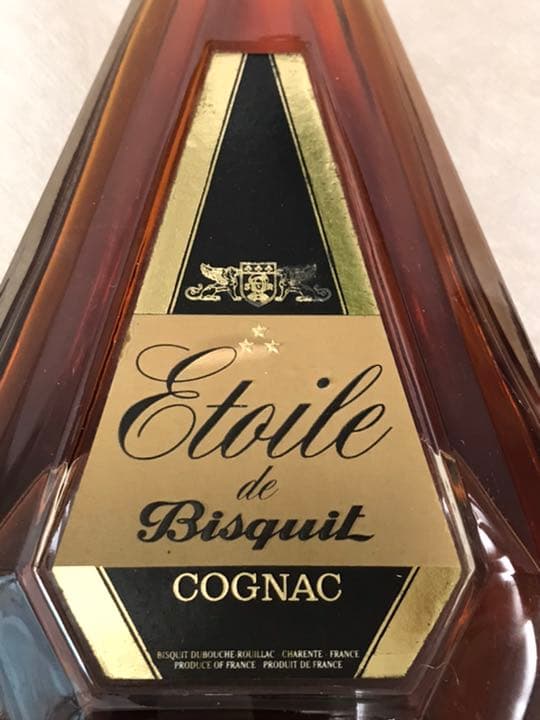 Etoile
de
Bisquit
COGNAC
BISQUIT DUBOUCHE-ROUILLAC CHARENTE - FRANCE
PRODUCE OF FRANCE PRODUIT DE FRANCE